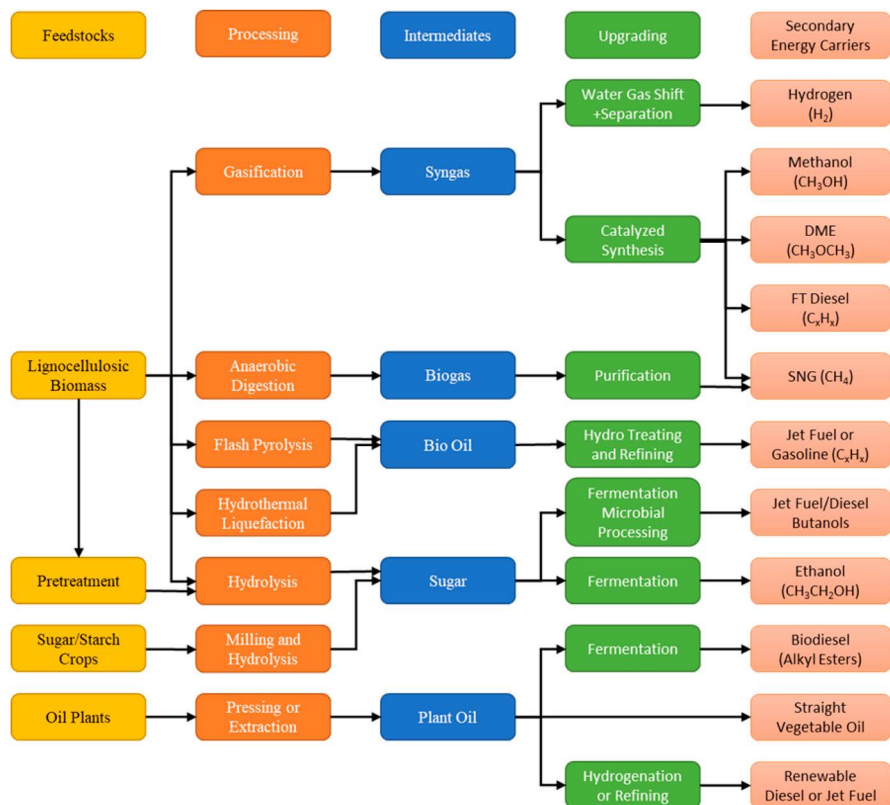 Feedstocks
Processing
Intermediates
Upgrading
Secondary
Energy Carriers
Water Gas Shift
+Separation
Hydrogen
(H₂)
Gasification
Syngas
Methanol
(CH₃OH)
Catalyzed
Synthesis
DME
(CH₃OCH₃)
FT Diesel
(CₓHₓ)
Lignocellulosic
Biomass
Anaerobic
Digestion
Biogas
Purification
SNG (CH₄)
Flash Pyrolysis
Bio Oil
Hydro Treating
and Refining
Jet Fuel or
Gasoline (CₓHₓ)
Hydrothermal
Liquefaction
Fermentation
Microbial
Processing
Jet Fuel/Diesel
Butanols
Pretreatment
Hydrolysis
Sugar
Fermentation
Ethanol
(CH₃CH₂OH)
Sugar/Starch
Crops
Milling and
Hydrolysis
Fermentation
Biodiesel
(Alkyl Esters)
Oil Plants
Pressing or
Extraction
Plant Oil
Straight
Vegetable Oil
Hydrogenation
or Refining
Renewable
Diesel or Jet Fuel